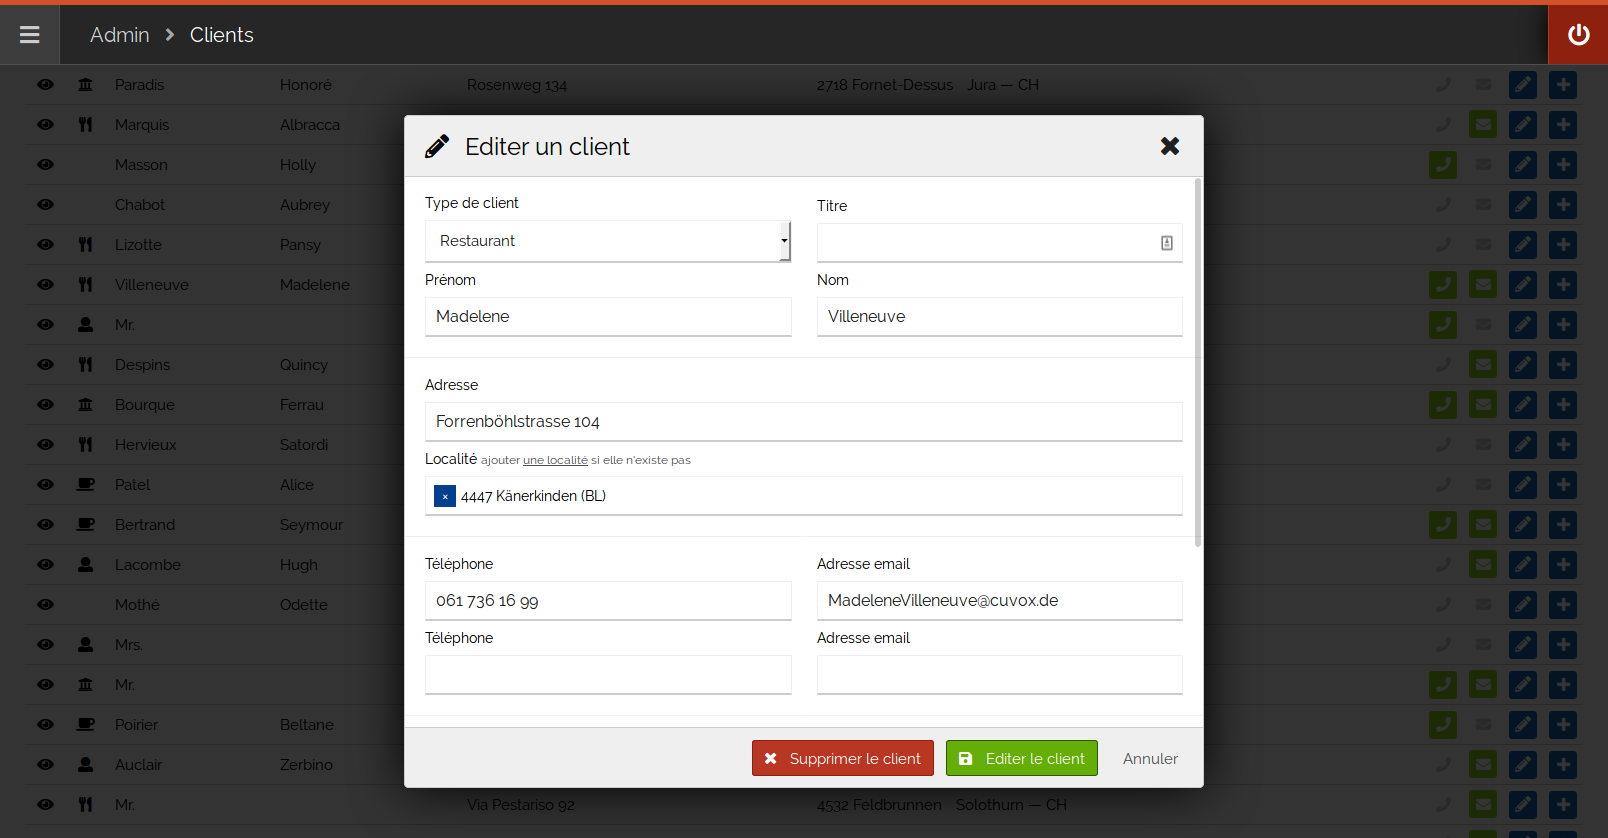 Admin Clients
Paradis Honoré Rosenweg 134 2718 Fornet-Dessus Jura — CH
Marquis Albracca
Masson Holly
Chabot Aubrey
Lizotte Pansy
Villeneuve Madelene
Mr.
Despins Quincy
Bourque Ferrau
Hervieux Satordi
Patel Alice
Bertrand Seymour
Lacombe Hugh
Mothé Odette
Mrs.
Mr.
Poirier Beltane
Auclair Zerbino
Mr. Via Pestariso 92 4532 Feldbrunnen Solothurn — CH
Editer un client
Type de client Titre
Restaurant
Prénom Nom
Madelene Villeneuve
Adresse
Forrenböhlstrasse 104
Localité ajouter une localité si elle n'existe pas
× 4447 Känerkinden (BL)
Téléphone Adresse email
061 736 16 99 MadeleneVilleneuve@cuvox.de
Téléphone Adresse email
Supprimer le client Editer le client Annuler